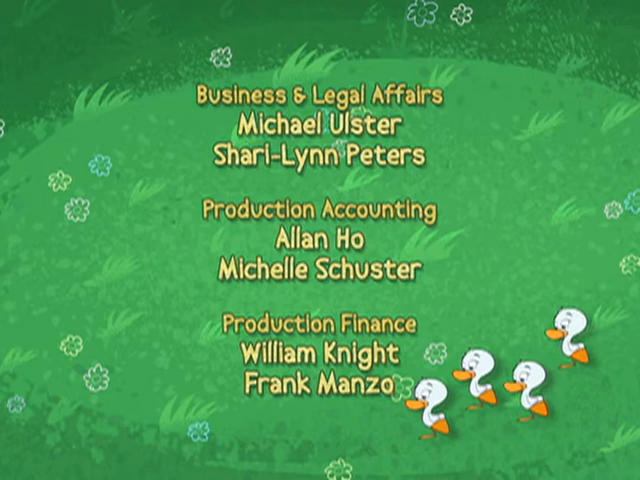 Business & Legal Affairs
Michael Ulster
Shari-Lynn Peters
Production Accounting
Allan Ho
Michelle Schuster
Production Finance
William Knight
Frank Manzo